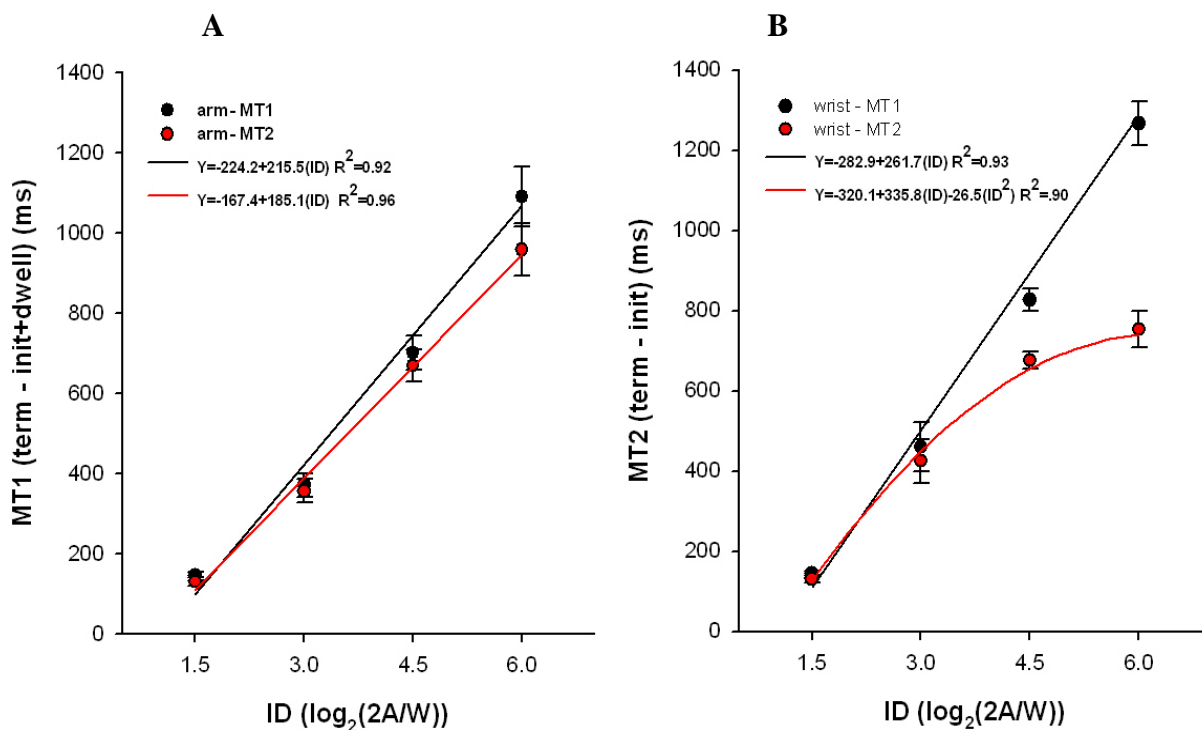 A
B
1400
1200
1000
800
600
400
200
0
MT1 (term - init+dwell) (ms)
arm- MT1
arm- MT2
Y=-224.2+215.5(ID) R²=0.92
Y=-167.4+185.1(ID) R²=0.96
1.5 3.0 4.5 6.0
ID (log₂(2A/W))
1400
1200
1000
800
600
400
200
0
MT2 (term - init) (ms)
wrist - MT1
wrist - MT2
Y=-282.9+261.7(ID) R²=0.93
Y=-320.1+335.8(ID)-26.5(ID²) R²=.90
1.5 3.0 4.5 6.0
ID (log₂(2A/W))